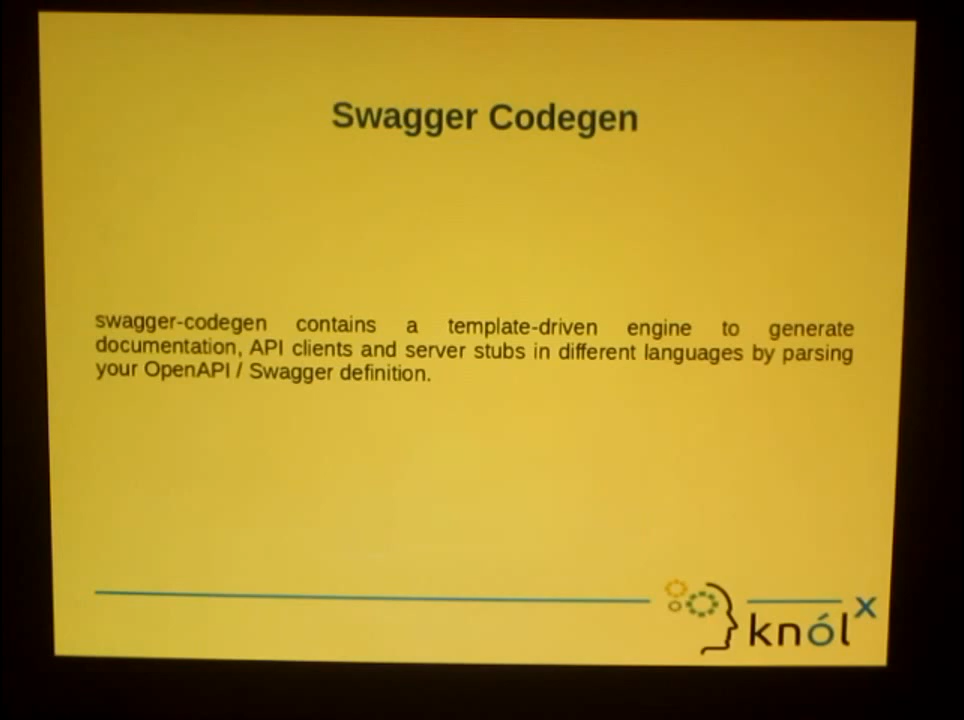 Swagger Codegen
swagger-codegen contains a template-driven engine to generate
documentation, API clients and server stubs in different languages by parsing
your OpenAPI / Swagger definition.
knólx